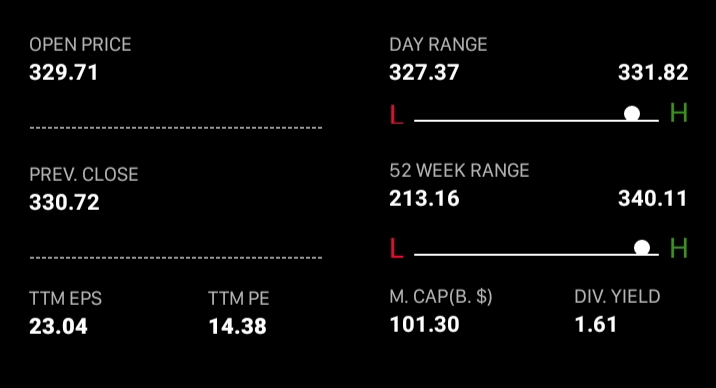 OPEN PRICE
329.71
DAY RANGE
327.37 331.82
L H
PREV. CLOSE
330.72
52 WEEK RANGE
213.16 340.11
L H
TTM EPS
23.04
TTM PE
14.38
M. CAP(B. $)
101.30
DIV. YIELD
1.61